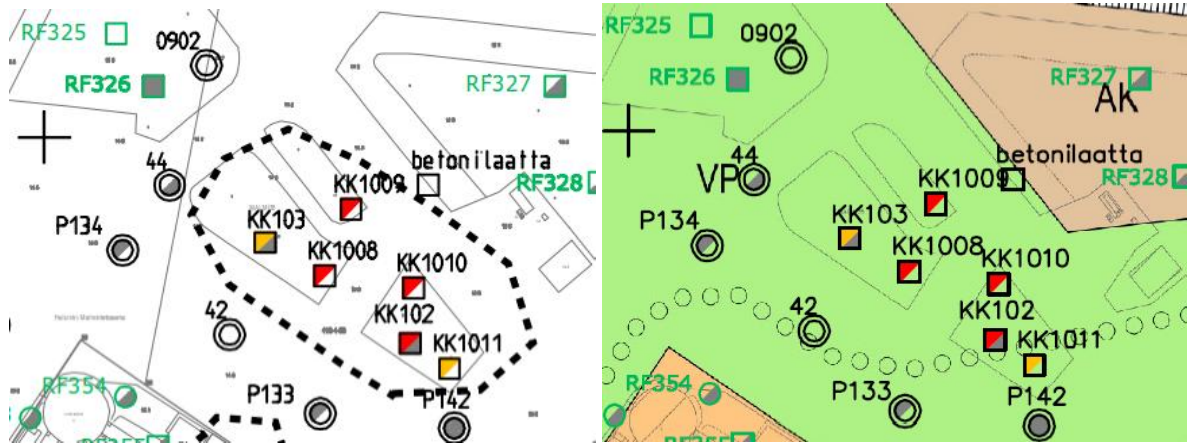 RF325
0902
RF326
RF327
44
betonilaatta
KK1009
RF328
P134
KK103
KK1008
KK1010
KK102
42
KK1011
RF354
P133
P142
RF325
0902
RF326
RF327
AK
betonilaatta
44
VP
KK1009
RF328
P134
KK103
KK1008
KK1010
KK102
42
KK1011
RF354
P133
P142